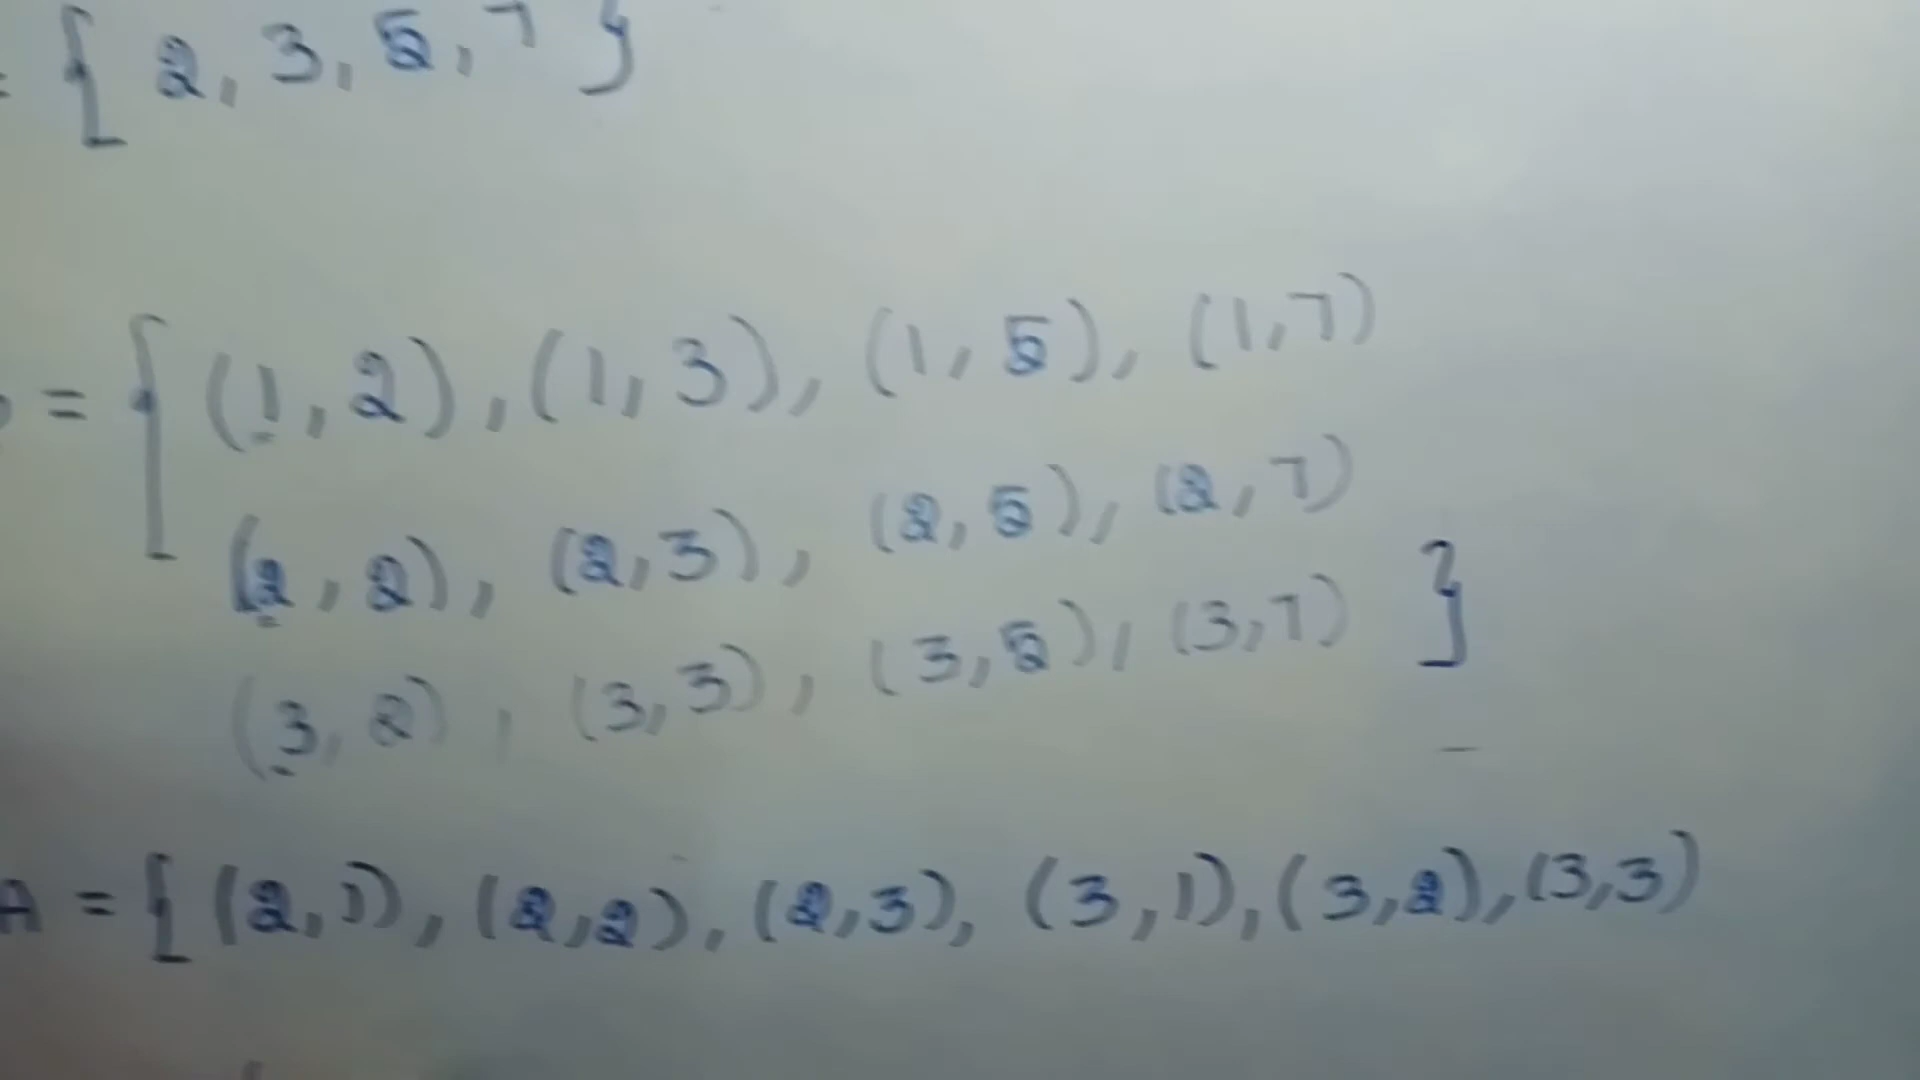 = { 2, 3, 5, 7 }
= { (1, 2), (1, 3), (1, 5), (1,7)
(2, 2), (2,3), (2, 5), (2, 7)
(3, 2), (3,3), (3,5), (3,7) }
A = { (2,1), (2,2), (2,3), (3,1), (3,2), (3,3)